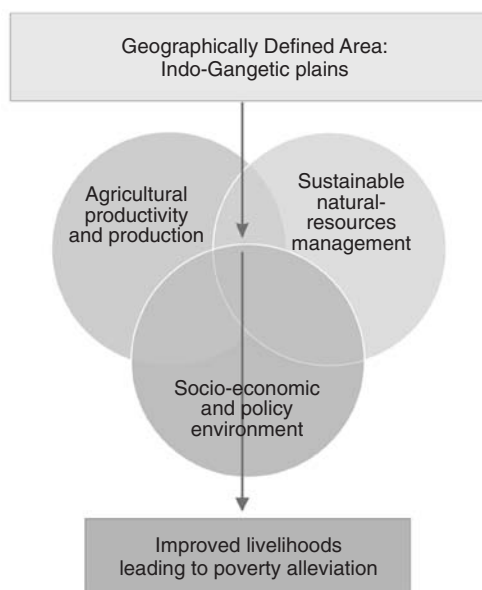 Geographically Defined Area:
Indo-Gangetic plains
Agricultural
productivity
and production
Sustainable
natural-
resources
management
Socio-economic
and policy
environment
Improved livelihoods
leading to poverty alleviation